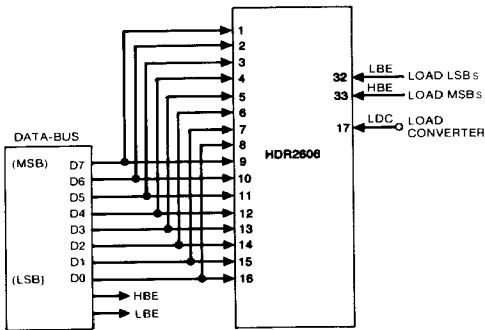 1
2
3
4
5
6
7
8
9
10
11
12
13
14
15
16
HDR2606
32 LBE LOAD LSBs
33 HBE LOAD MSBs
17 LDC LOAD
CONVERTER
DATA-BUS
(MSB) D7
D6
D5
D4
D3
D2
D1
(LSB) D0
HBE
LBE